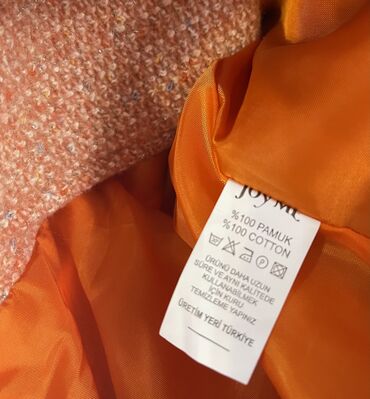 JOYME
%100 PAMUK
%100 COTTON
ÜRÜNÜ DAHA UZUN
SÜRE VE AYNI KALİTEDE
KULLANABİLMEK
İÇİN KURU
TEMİZLEME YAPINIZ
ÜRETİM YERİ TÜRKİYE